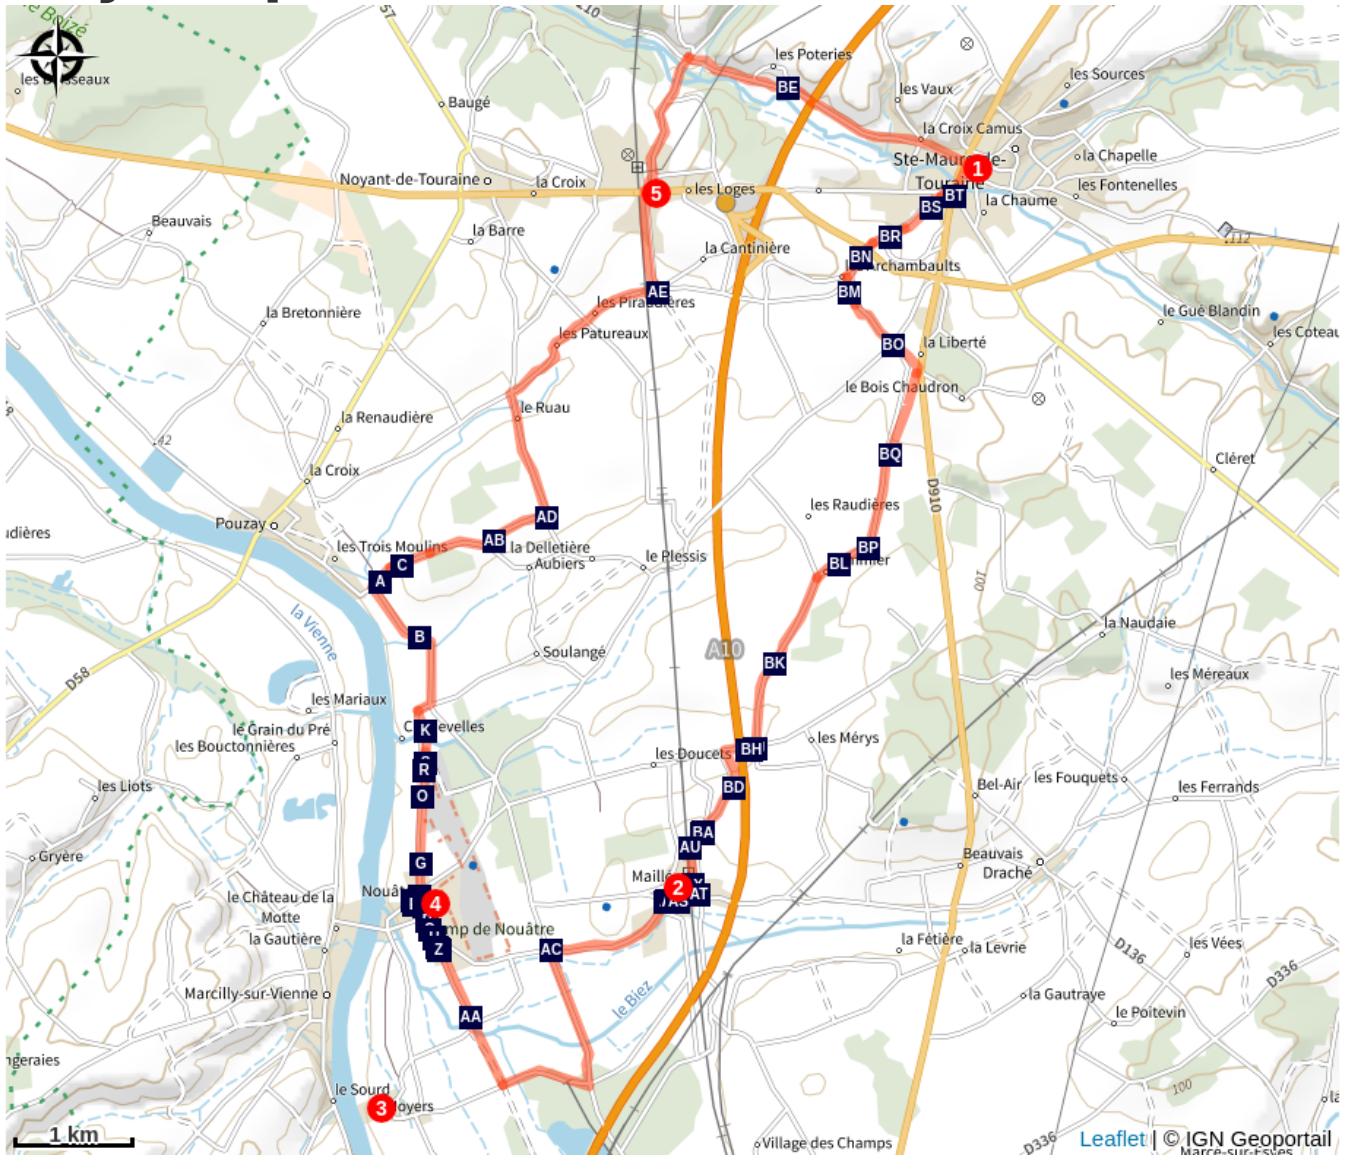 les Poteries
les Sources
Baugé
BE
les Vaux
la Croix Camus
1
la Chapelle
Noyant-de-Touraine
la Croix
5
les Loges
BT
les Fontenelles
la Chaume
BS
Beauvais
la Barre
BR
la Cantinière
BN
112
AE
BM
la Bretonnière
les Patureaux
le Gué Blandin
BO
la Liberté
le Bois Chaudron
le Ruau
la Renaudière
42
la Croix
BQ
Cléret
D910
les Raudières
Pouzay
AD
AB
les Trois Moulins
la Delletière
BP
C
Aubiers
le Plessis
BL
A
100
la Vienne
B
la Naudaie
A10
Soulangé
BK
D58
les Méreaux
les Mariaux
K
le Grain du Pré
les Bouctonnières
les Doucets
BH
les Mérys
R
les Liots
O
BD
Bel-Air
les Fouquets
les Ferrands
BA
AU
Gryère
G
Beauvais
Draché
2
AT
le Château de la
Motte
4
la Gautière
Z
AC
la Fétière
la Levrie
D136
les Vées
D336
Marcilly-sur-Vienne
le Biez
la Gautraye
AA
le Poitevin
le Sourd
3
100
1 km
Village des Champs
D336
Leaflet | © IGN Geoportail